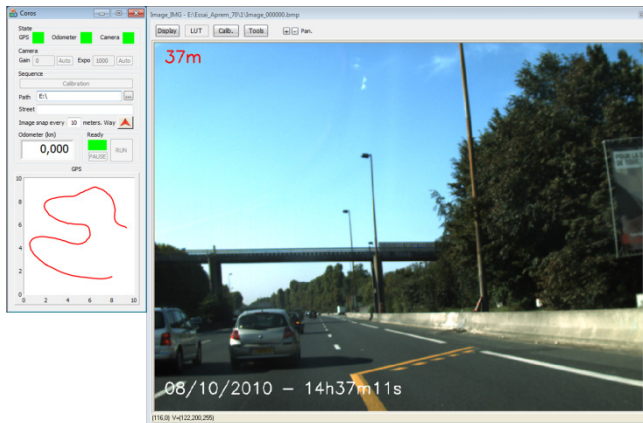 Coros
State
GPS Odometer Camera
Camera
Gain 0 Auto Expo 1000 Auto
Sequence
Calibration
Path E:\ ...
Street
Image snap every 10 meters. Way
Odometer (km) Ready
0,000
PAUSE RUN
GPS
10
8
6
4
2
0
0 2 4 6 8 10
Image_IMG - E:\Essai_Aprem_70\1\Image_000000.bmp
Display LUT Calib. Tools + - Pan.
37m
POUR LA
08/10/2010 - 14h37m11s
(116,0) V=(122,200,255)